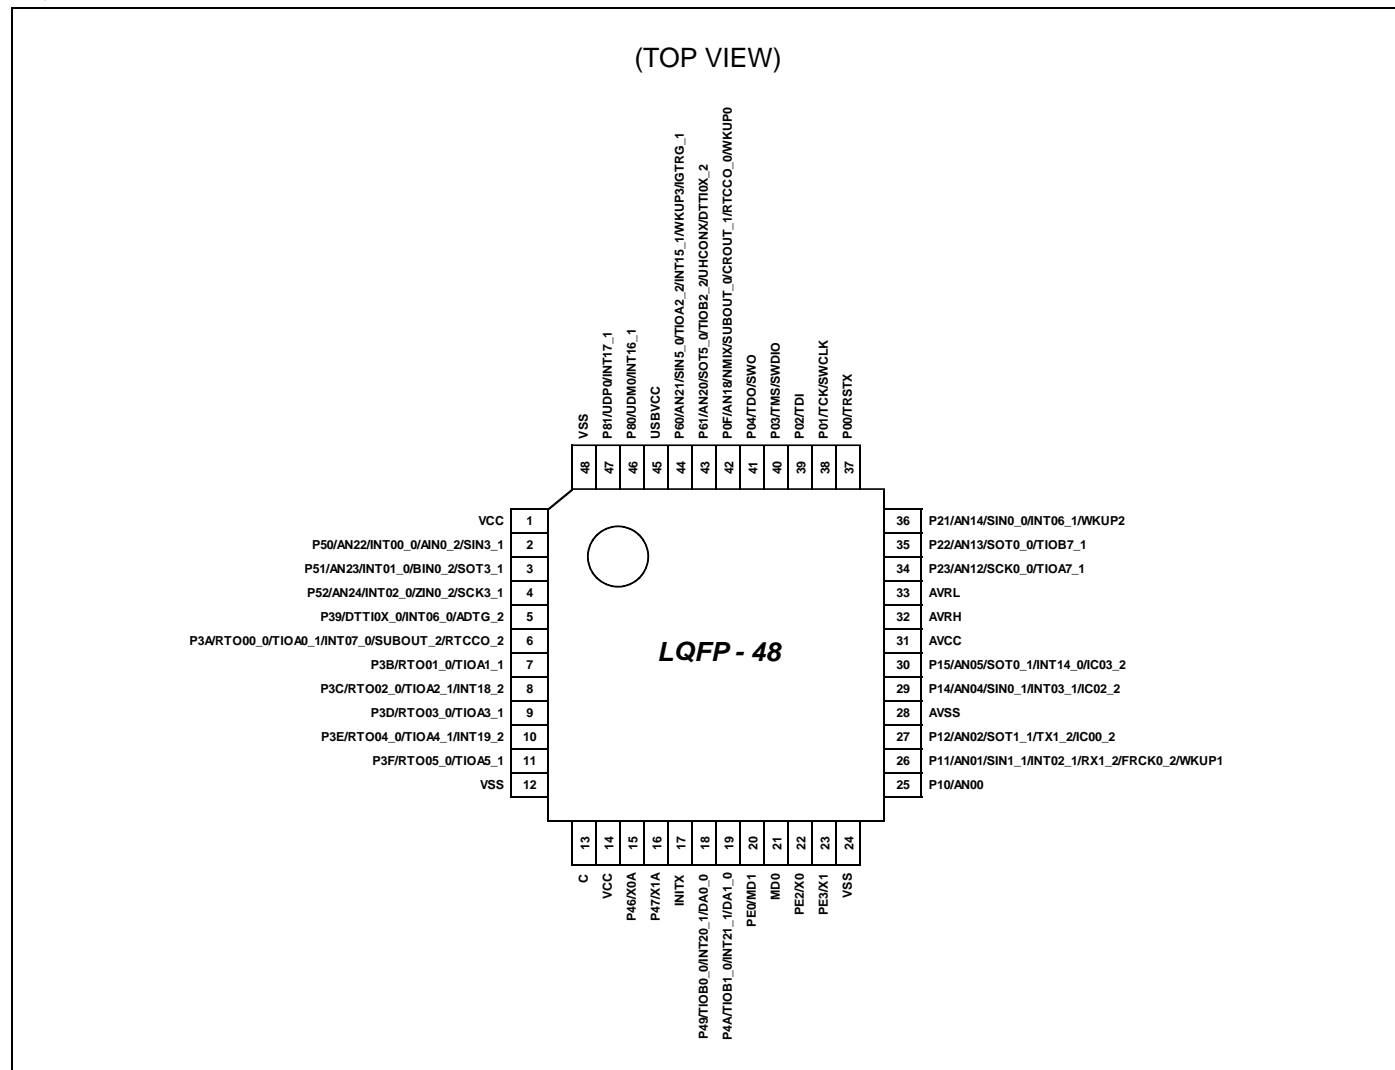 (TOP VIEW)
VSS
P81/UDP0/INT17_1
P80/UDM0/INT16_1
USBVCC
P60/AN21/SIN5_0/TIOA2_2/INT15_1/WKUP3/IGTRG_1
P61/AN20/SOT5_0/TIOB2_2/UHCONX/DTTI0X_2
P0F/AN18/NMIX/SUBOUT_0/CROUT_1/RTCCO_0/WKUP0
P04/TDO/SWO
P03/TMS/SWDIO
P02/TDI
P01/TCK/SWCLK
P00/TRSTX
48
47
46
45
44
43
42
41
40
39
38
37
VCC 1
P50/AN22/INT00_0/AIN0_2/SIN3_1 2
P51/AN23/INT01_0/BIN0_2/SOT3_1 3
P52/AN24/INT02_0/ZIN0_2/SCK3_1 4
P39/DTTI0X_0/INT06_0/ADTG_2 5
P3A/RTO00_0/TIOA0_1/INT07_0/SUBOUT_2/RTCCO_2 6
P3B/RTO01_0/TIOA1_1 7
P3C/RTO02_0/TIOA2_1/INT18_2 8
P3D/RTO03_0/TIOA3_1 9
P3E/RTO04_0/TIOA4_1/INT19_2 10
P3F/RTO05_0/TIOA5_1 11
VSS 12
LQFP - 48
36 P21/AN14/SIN0_0/INT06_1/WKUP2
35 P22/AN13/SOT0_0/TIOB7_1
34 P23/AN12/SCK0_0/TIOA7_1
33 AVRL
32 AVRH
31 AVCC
30 P15/AN05/SOT0_1/INT14_0/IC03_2
29 P14/AN04/SIN0_1/INT03_1/IC02_2
28 AVSS
27 P12/AN02/SOT1_1/TX1_2/IC00_2
26 P11/AN01/SIN1_1/INT02_1/RX1_2/FRCK0_2/WKUP1
25 P10/AN00
13
14
15
16
17
18
19
20
21
22
23
24
C
VCC
P46/X0A
P47/X1A
INITX
P49/TIOB0_0/INT20_1/DA0_0
P4A/TIOB1_0/INT21_1/DA1_0
PE0/MD1
MD0
PE2/X0
PE3/X1
VSS